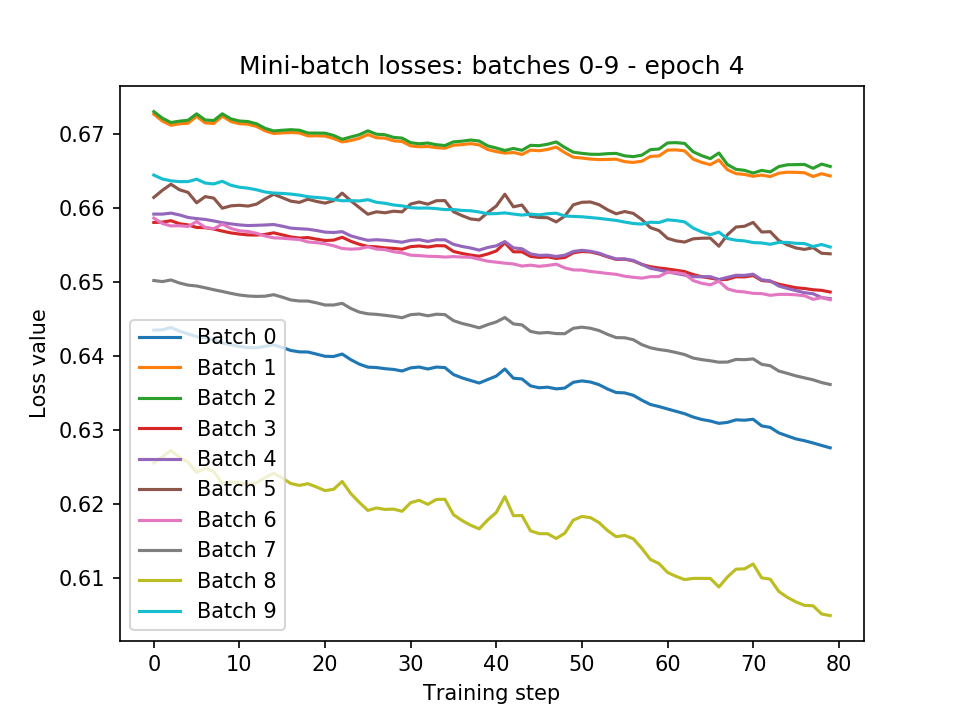 Mini-batch losses: batches 0-9 - epoch 4
0.67
0.66
0.65
0.64
0.63
0.62
0.61
Loss value
Batch 0
Batch 1
Batch 2
Batch 3
Batch 4
Batch 5
Batch 6
Batch 7
Batch 8
Batch 9
0 10 20 30 40 50 60 70 80
Training step